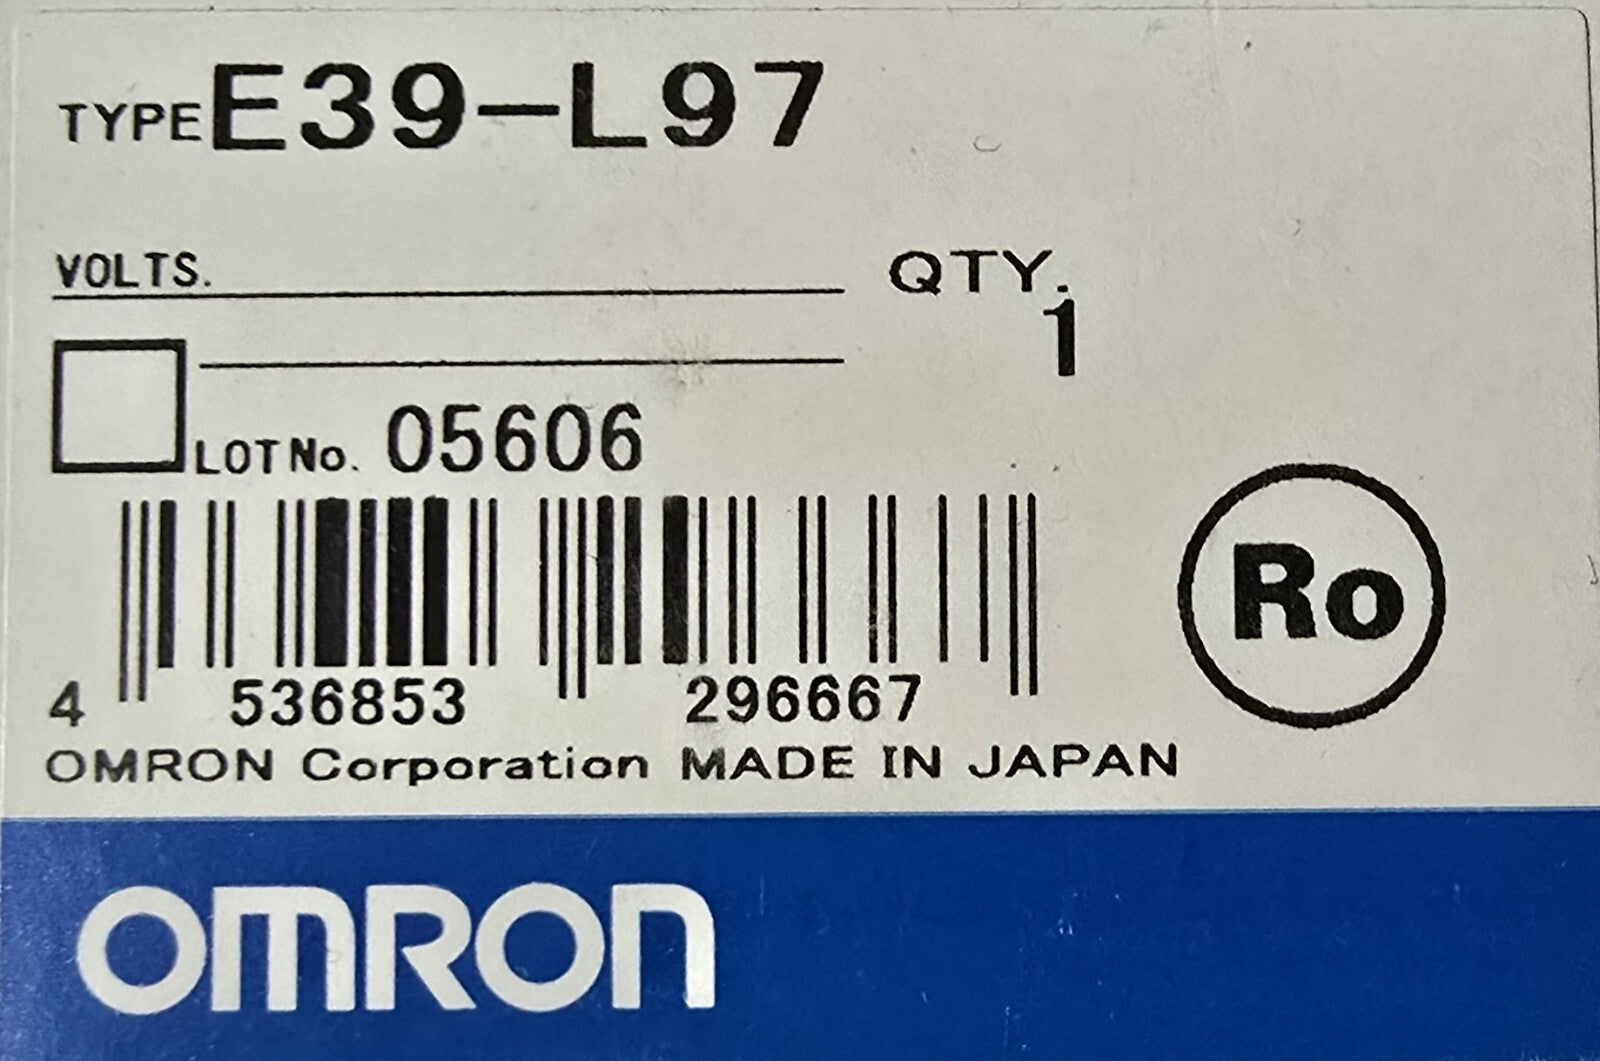 TYPE E39-L97
VOLTS.
QTY.
1
LOT No. 05606
Ro
4 536853 296667
OMRON Corporation MADE IN JAPAN
OMRON